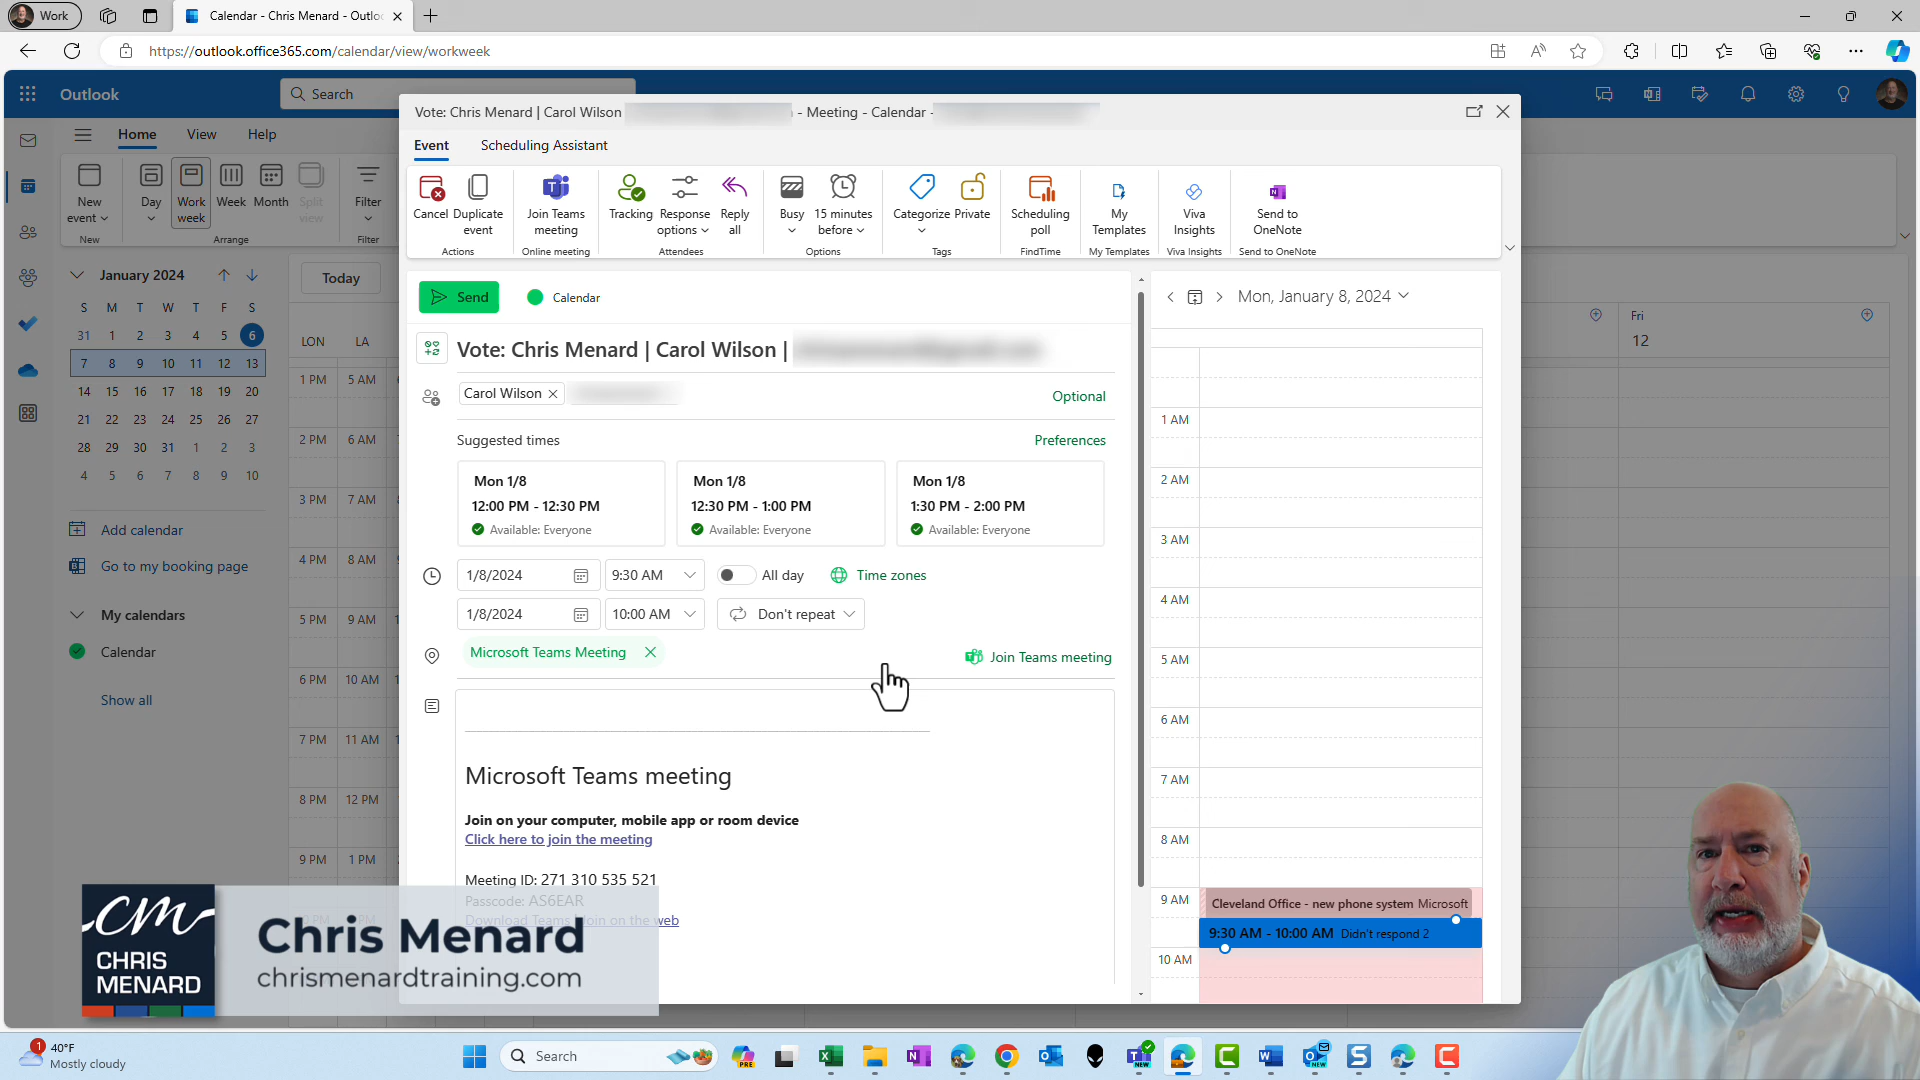 Work
Calendar - Chris Menard - Outlo
https://outlook.office365.com/calendar/view/workweek
Outlook
Search
Home View Help
New event
Day
Work week
Week
Month
Split view
Filter
New
Arrange
Filter
January 2024
S M T W T F S
31 1 2 3 4 5 6
7 8 9 10 11 12 13
14 15 16 17 18 19 20
21 22 23 24 25 26 27
28 29 30 31 1 2 3
4 5 6 7 8 9 10
Add calendar
Go to my booking page
My calendars
Calendar
Show all
Today
LON LA
1 PM 5 AM
2 PM 6 AM
3 PM 7 AM
4 PM 8 AM
5 PM 9 AM
6 PM 10 AM
7 PM 11 AM
8 PM 12 PM
9 PM 1 PM
Fri
12
Vote: Chris Menard | Carol Wilson
- Meeting - Calendar -
Event Scheduling Assistant
Cancel
Duplicate event
Join Teams meeting
Tracking
Response options
Reply all
Busy
15 minutes before
Categorize
Private
Scheduling poll
My Templates
Viva Insights
Send to OneNote
Actions
Online meeting
Attendees
Options
Tags
FindTime
My Templates
Viva Insights
Send to OneNote
Send
Calendar
Vote: Chris Menard | Carol Wilson |
Carol Wilson
Optional
Suggested times
Preferences
Mon 1/8
12:00 PM - 12:30 PM
Available: Everyone
Mon 1/8
12:30 PM - 1:00 PM
Available: Everyone
Mon 1/8
1:30 PM - 2:00 PM
Available: Everyone
1/8/2024 9:30 AM All day Time zones
1/8/2024 10:00 AM Don't repeat
Microsoft Teams Meeting
Join Teams meeting
Microsoft Teams meeting
Join on your computer, mobile app or room device
Click here to join the meeting
Meeting ID: 271 310 535 521
Passcode: AS6EAR
Download Teams | Join on the web
Mon, January 8, 2024
1 AM
2 AM
3 AM
4 AM
5 AM
6 AM
7 AM
8 AM
9 AM
10 AM
Cleveland Office - new phone system Microsoft
9:30 AM - 10:00 AM Didn't respond 2
cm
CHRIS
MENARD
Chris Menard
chrismenardtraining.com
1
40°F
Mostly cloudy
Search
PRE
NEW
NEW